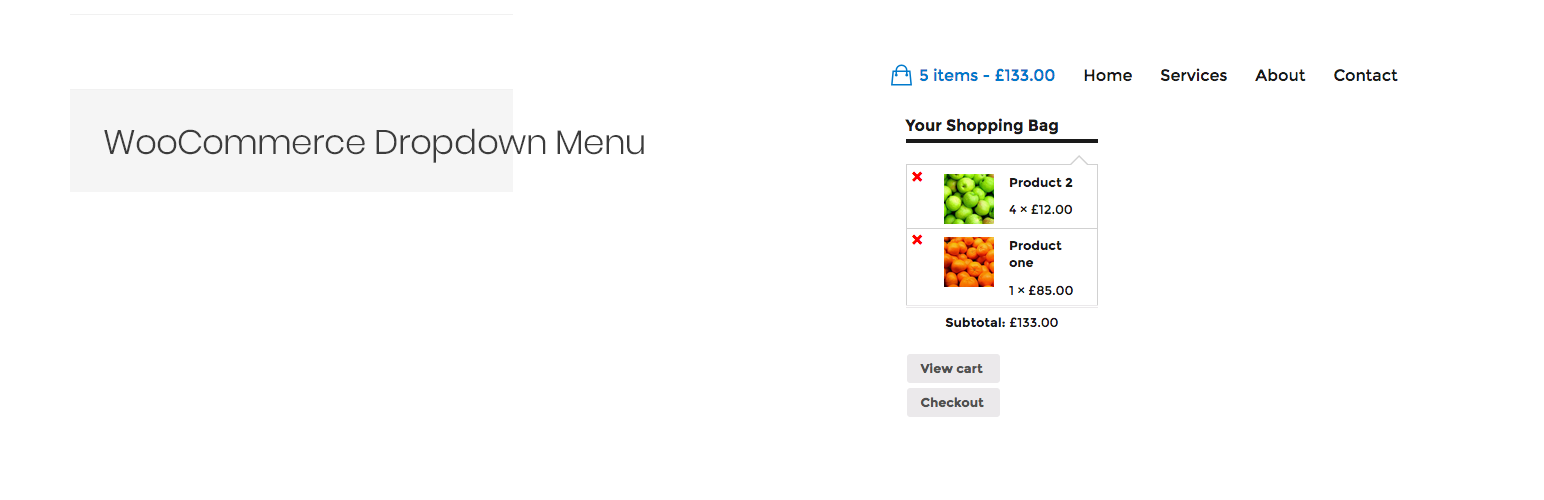 5 items - £133.00 Home Services About Contact
WooCommerce Dropdown Menu
Your Shopping Bag
Product 2
4 × £12.00
Product
one
1 × £85.00
Subtotal: £133.00
View cart
Checkout